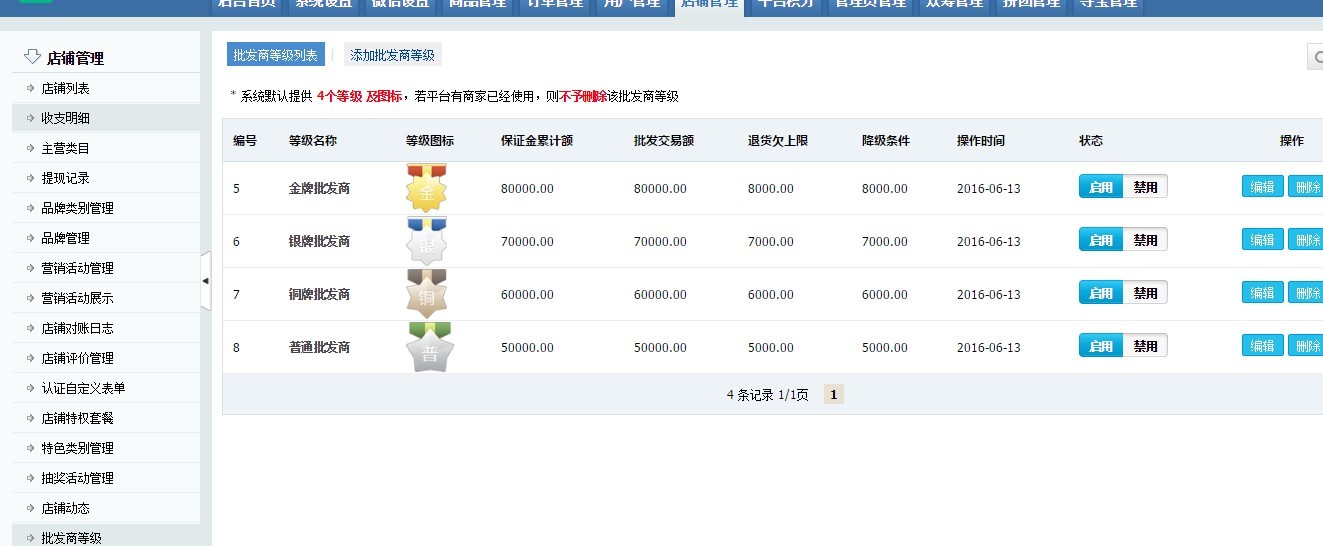 后台首页 系统设置 微信设置 商品管理 订单管理 用户管理 店铺管理 平台积分 管理员管理 众筹管理 拼团管理 寻宝管理
店铺管理
店铺列表
收支明细
主营类目
提现记录
品牌类别管理
品牌管理
营销活动管理
营销活动展示
店铺对账日志
店铺评价管理
认证自定义表单
店铺特权套餐
特色类别管理
抽奖活动管理
店铺动态
批发商等级
批发商等级列表 | 添加批发商等级
* 系统默认提供 4个等级 及图标，若平台有商家已经使用，则不予删除该批发商等级
编号 等级名称 等级图标 保证金累计额 批发交易额 退货欠上限 降级条件 操作时间 状态 操作
5 金牌批发商 金 80000.00 80000.00 8000.00 8000.00 2016-06-13 启用 禁用 编辑 删除
6 银牌批发商 银 70000.00 70000.00 7000.00 7000.00 2016-06-13 启用 禁用 编辑 删除
7 铜牌批发商 铜 60000.00 60000.00 6000.00 6000.00 2016-06-13 启用 禁用 编辑 删除
8 普通批发商 普 50000.00 50000.00 5000.00 5000.00 2016-06-13 启用 禁用 编辑 删除
4 条记录 1/1页 1